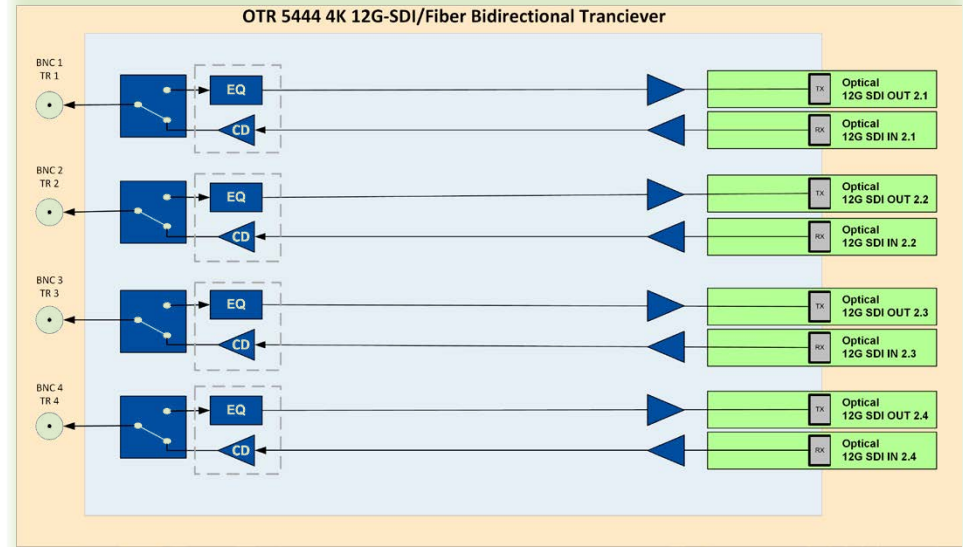 OTR 5444 4K 12G-SDI/Fiber Bidirectional Tranciever
BNC 1
TR 1
EQ
CD
TX
Optical
12G SDI OUT 2.1
RX
Optical
12G SDI IN 2.1
BNC 2
TR 2
EQ
CD
TX
Optical
12G SDI OUT 2.2
RX
Optical
12G SDI IN 2.2
BNC 3
TR 3
EQ
CD
TX
Optical
12G SDI OUT 2.3
RX
Optical
12G SDI IN 2.3
BNC 4
TR 4
EQ
CD
TX
Optical
12G SDI OUT 2.4
RX
Optical
12G SDI IN 2.4